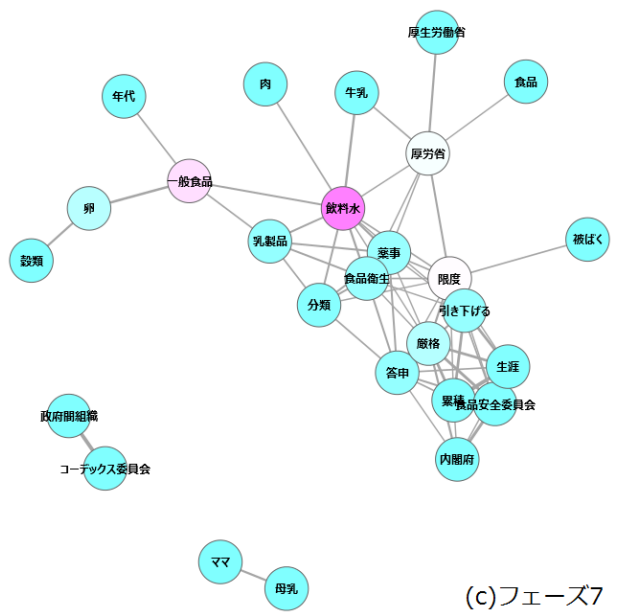 厚生労働省
食品
肉
牛乳
年代
厚労省
一般食品
卵
飲料水
乳製品
薬事
被ばく
穀類
食品衛生
限度
分類
引き下げる
厳格
生涯
答申
累積
食品安全委員会
政府間組織
内閣府
コーデックス委員会
ママ
母乳
(c)フェーズ7